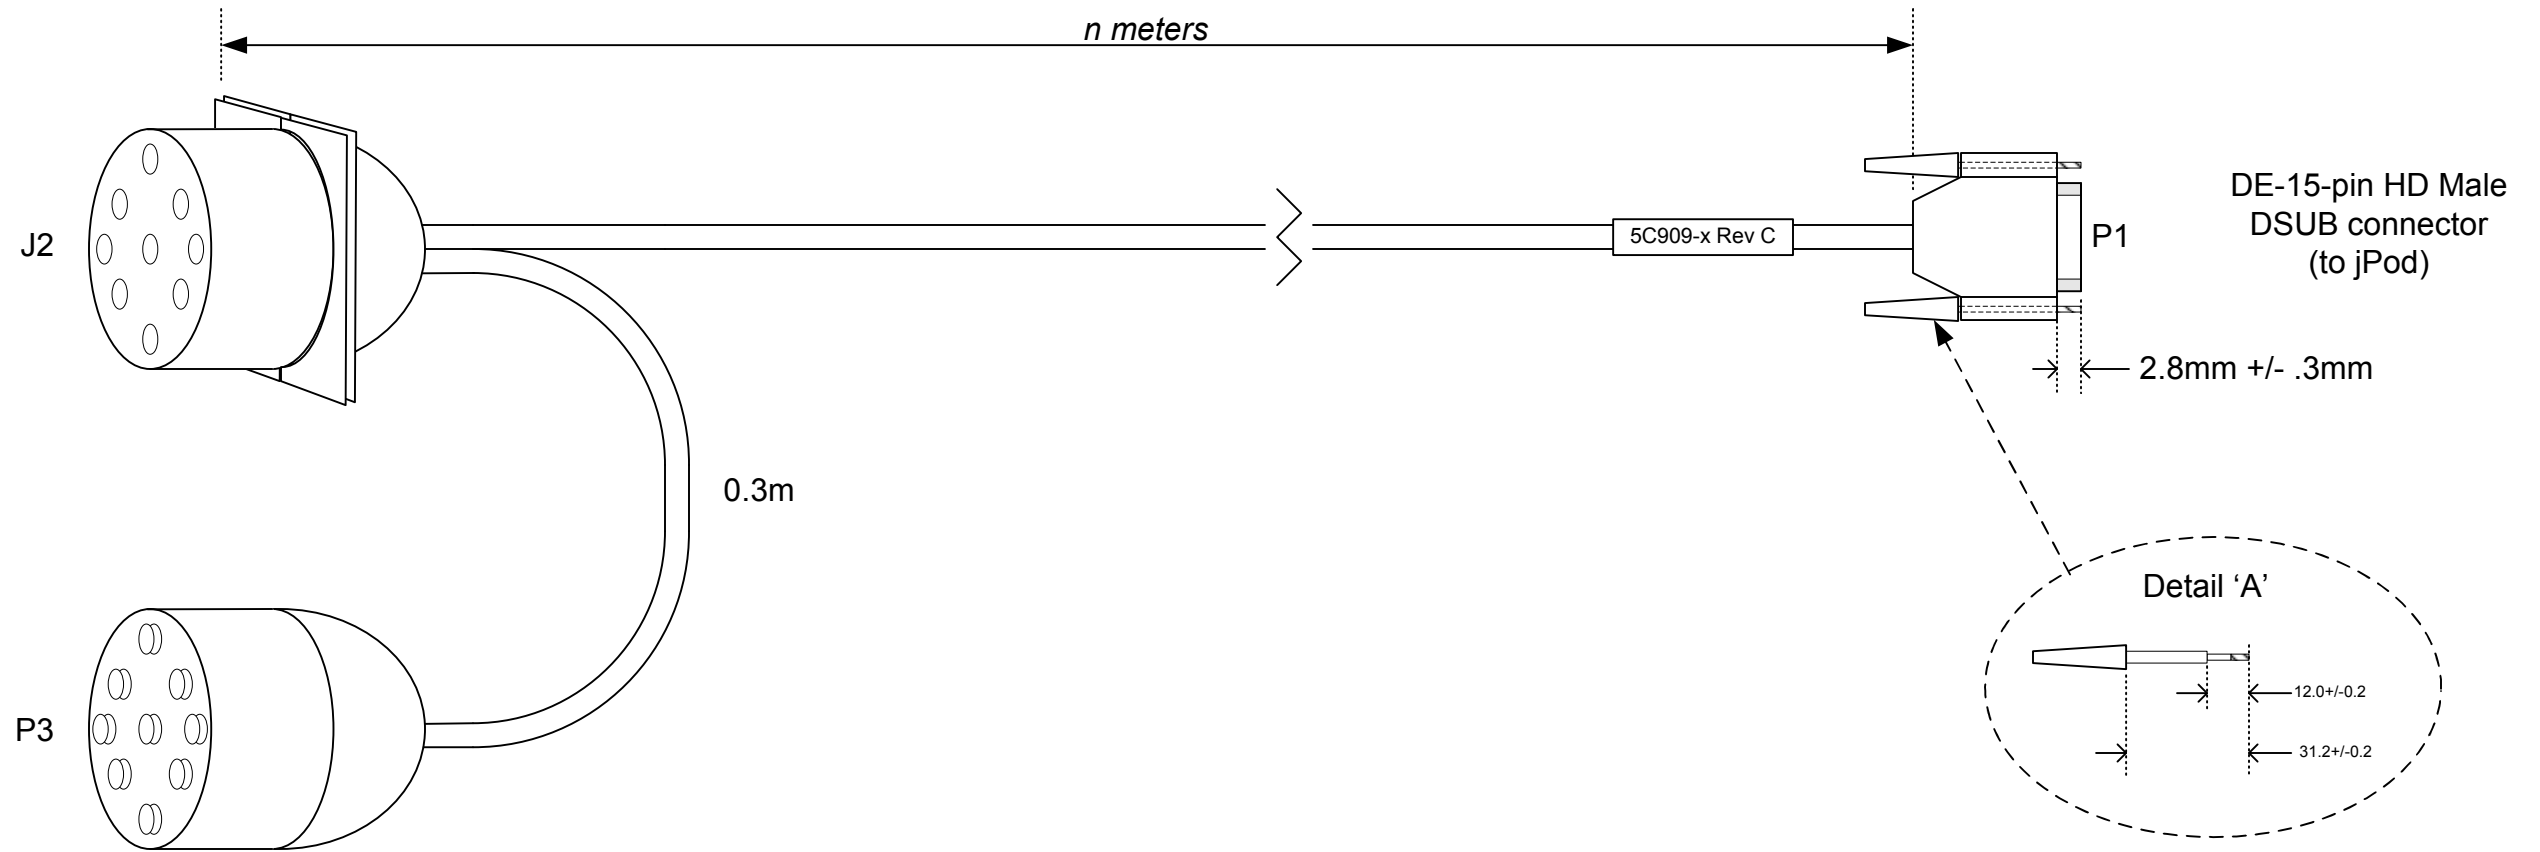 n meters
J2
5C909-x Rev C
P1
DE-15-pin HD Male
DSUB connector
(to jPod)
2.8mm +/- .3mm
0.3m
Detail ‘A’
12.0+/-0.2
31.2+/-0.2
P3